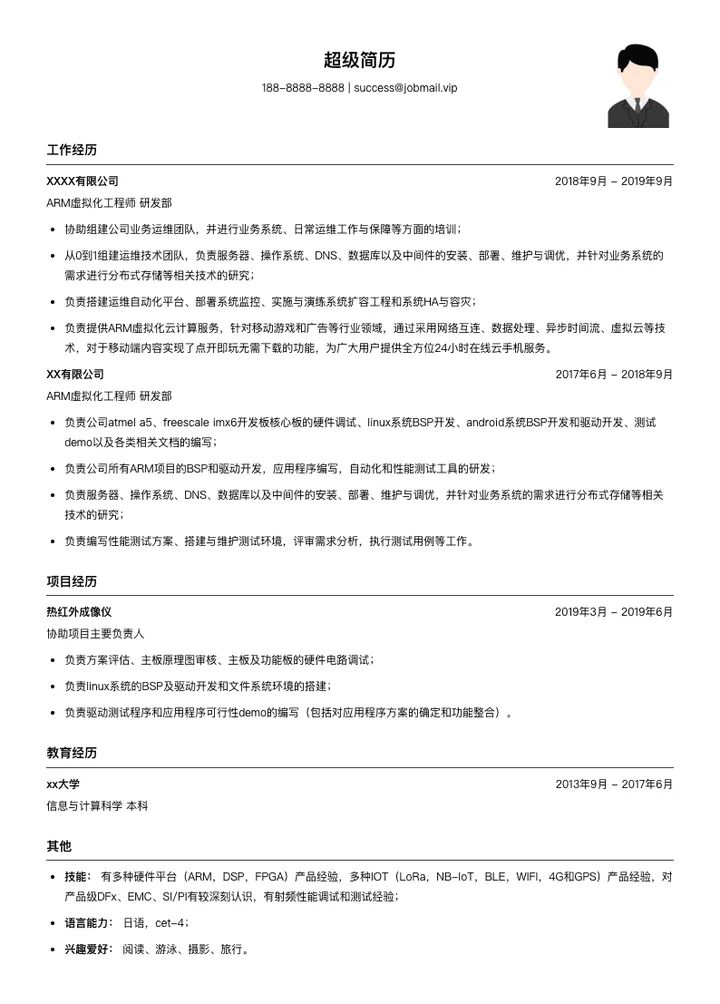 超级简历
188-8888-8888 | success@jobmail.vip
工作经历
XXXX有限公司 2018年9月 – 2019年9月
ARM虚拟化工程师 研发部
• 协助组建公司业务运维团队，并进行业务系统、日常运维工作与保障等方面的培训；
• 从0到1组建运维技术团队，负责服务器、操作系统、DNS、数据库以及中间件的安装、部署、维护与调优，并针对业务系统的
需求进行分布式存储等相关技术的研究；
• 负责搭建运维自动化平台、部署系统监控、实施与演练系统扩容工程和系统HA与容灾；
• 负责提供ARM虚拟化云计算服务，针对移动游戏和广告等行业领域，通过采用网络互连、数据处理、异步时间流、虚拟云等技
术，对于移动端内容实现了点开即玩无需下载的功能，为广大用户提供全方位24小时在线云手机服务。
XX有限公司 2017年6月 – 2018年9月
ARM虚拟化工程师 研发部
• 负责公司atmel a5、freescale imx6开发板核心板的硬件调试、linux系统BSP开发、android系统BSP开发和驱动开发、测试
demo以及各类相关文档的编写；
• 负责公司所有ARM项目的BSP和驱动开发，应用程序编写，自动化和性能测试工具的研发；
• 负责服务器、操作系统、DNS、数据库以及中间件的安装、部署、维护与调优，并针对业务系统的需求进行分布式存储等相关
技术的研究；
• 负责编写性能测试方案、搭建与维护测试环境，评审需求分析，执行测试用例等工作。
项目经历
热红外成像仪 2019年3月 – 2019年6月
协助项目主要负责人
• 负责方案评估、主板原理图审核、主板及功能板的硬件电路调试；
• 负责linux系统的BSP及驱动开发和文件系统环境的搭建；
• 负责驱动测试程序和应用程序可行性demo的编写（包括对应用程序方案的确定和功能整合）。
教育经历
xx大学 2013年9月 – 2017年6月
信息与计算科学 本科
其他
• 技能： 有多种硬件平台（ARM，DSP，FPGA）产品经验，多种IOT（LoRa，NB-IoT，BLE，WIFI，4G和GPS）产品经验，对
产品级DFx、EMC、SI/PI有较深刻认识，有射频性能调试和测试经验；
• 语言能力： 日语，cet-4；
• 兴趣爱好： 阅读、游泳、摄影、旅行。